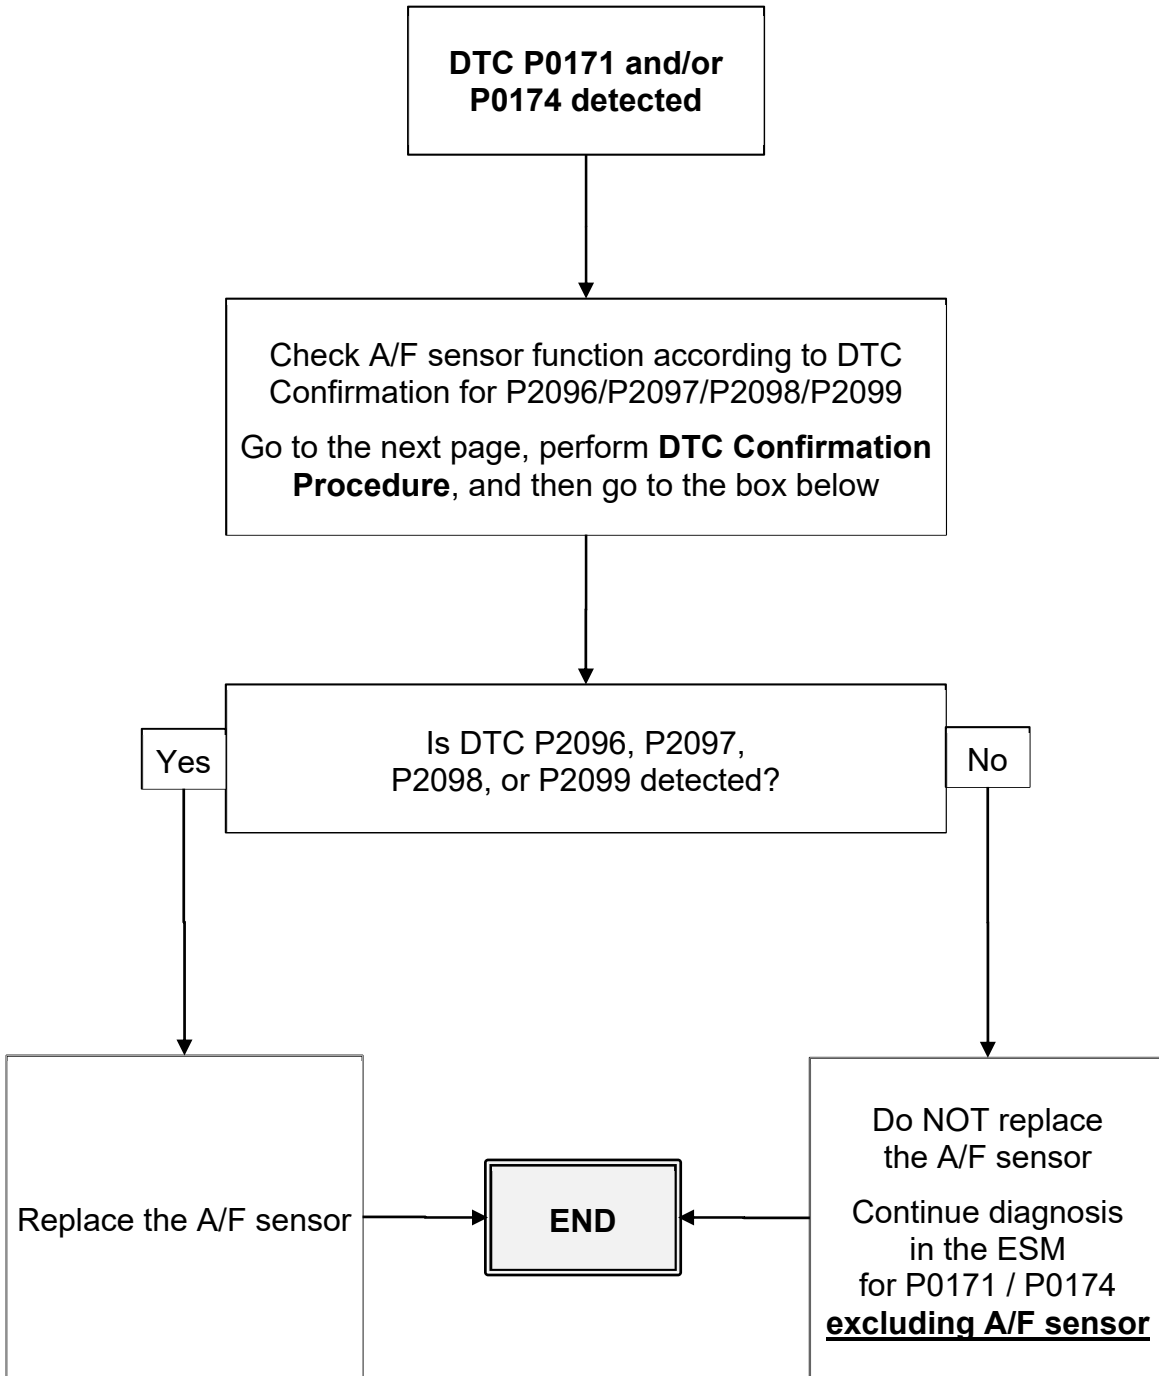 DTC P0171 and/or
P0174 detected
Check A/F sensor function according to DTC
Confirmation for P2096/P2097/P2098/P2099
Go to the next page, perform DTC Confirmation
Procedure, and then go to the box below
Yes
Is DTC P2096, P2097,
P2098, or P2099 detected?
No
Replace the A/F sensor
END
Do NOT replace
the A/F sensor
Continue diagnosis
in the ESM
for P0171 / P0174
excluding A/F sensor